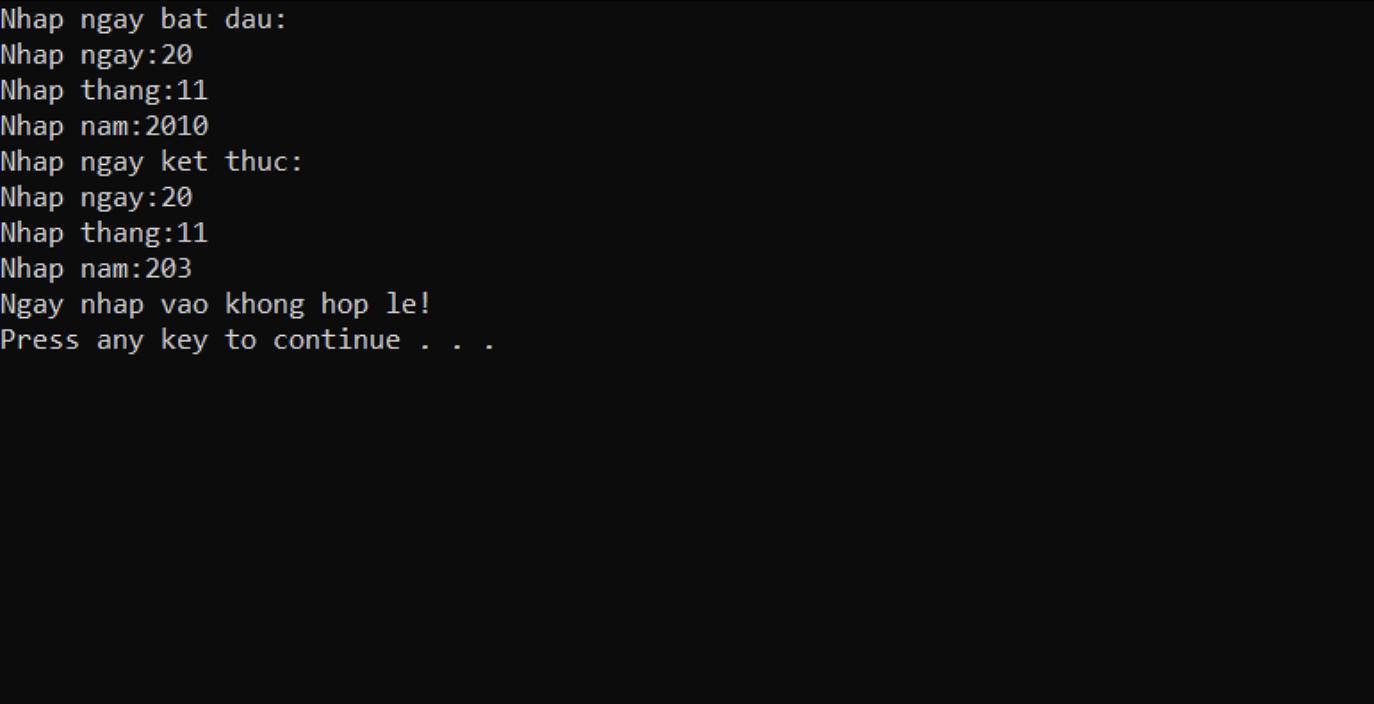 Nhap ngay bat dau:
Nhap ngay:20
Nhap thang:11
Nhap nam:2010
Nhap ngay ket thuc:
Nhap ngay:20
Nhap thang:11
Nhap nam:203
Ngay nhap vao khong hop le!
Press any key to continue . . .